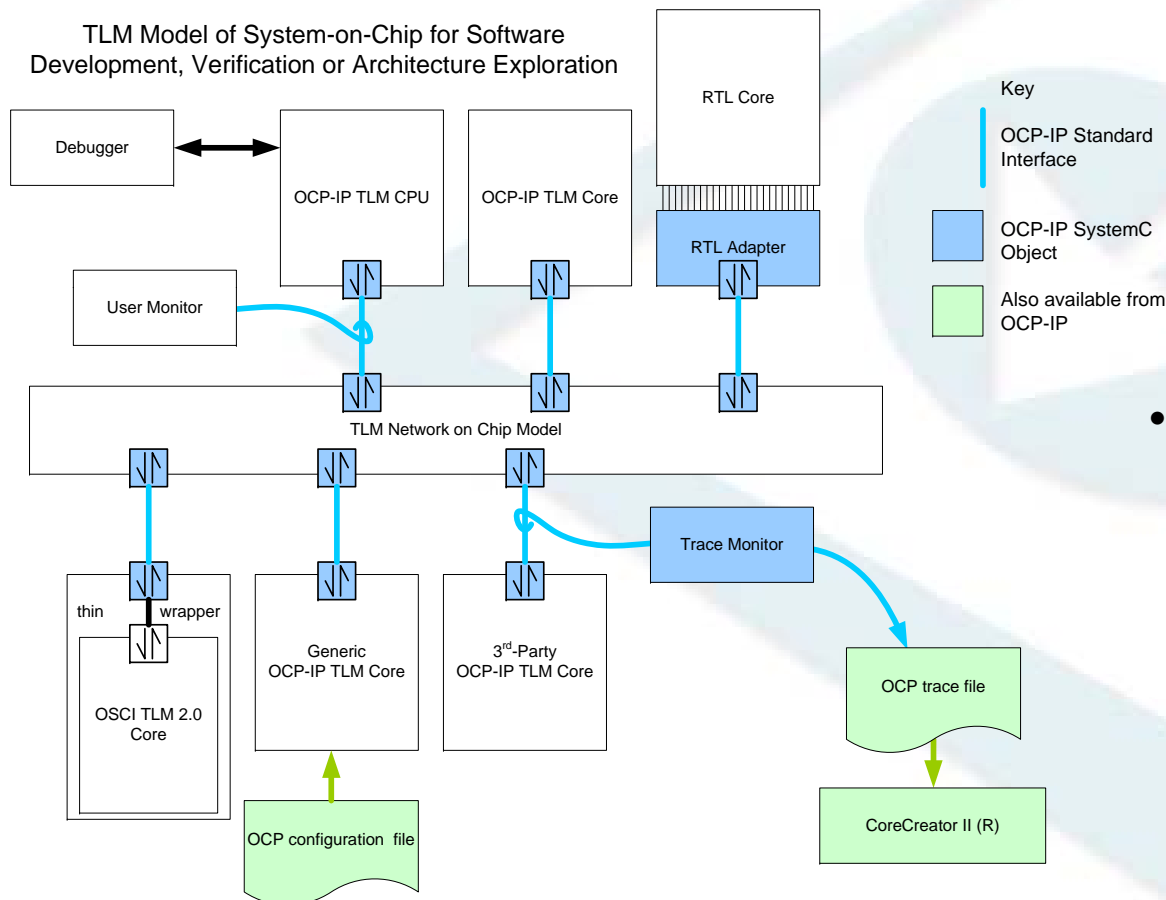 TLM Model of System-on-Chip for Software
Development, Verification or Architecture Exploration
Debugger
OCP-IP TLM CPU
OCP-IP TLM Core
RTL Core
RTL Adapter
User Monitor
Key
OCP-IP Standard
Interface
OCP-IP SystemC
Object
Also available from
OCP-IP
TLM Network on Chip Model
thin wrapper
OSCI TLM 2.0
Core
Generic
OCP-IP TLM Core
3rd-Party
OCP-IP TLM Core
Trace Monitor
OCP trace file
OCP configuration file
CoreCreator II (R)